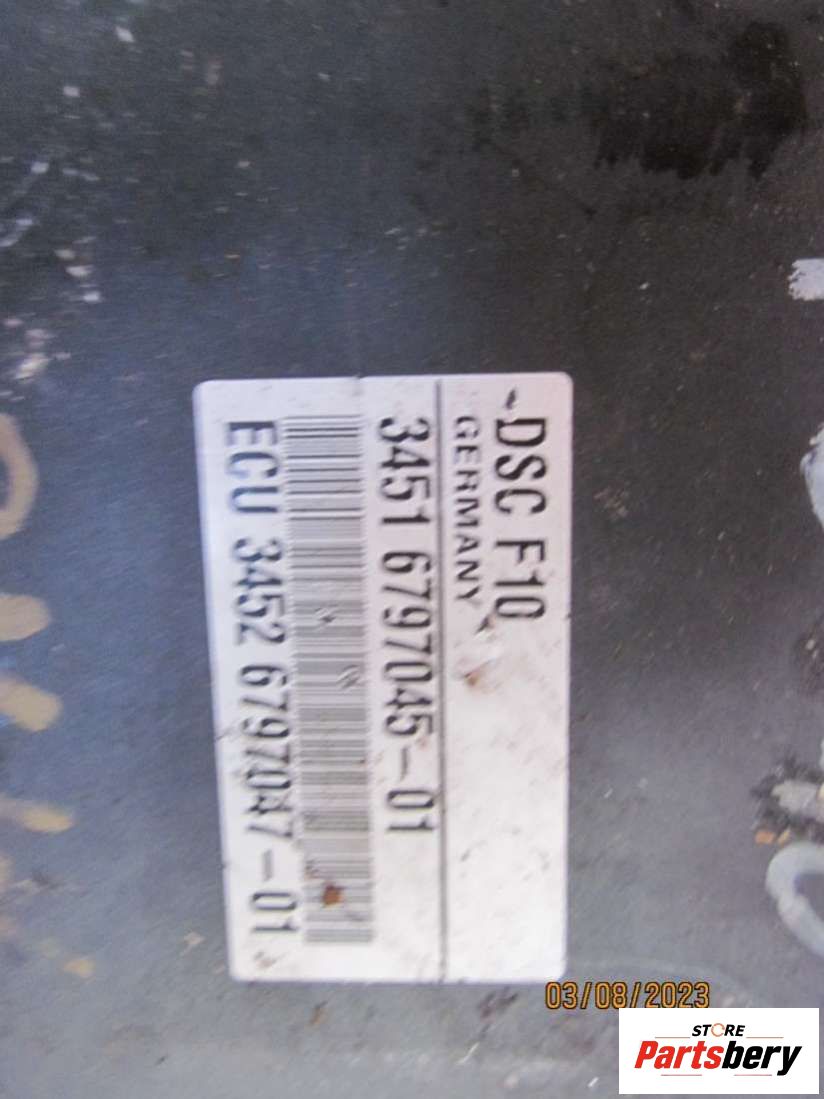 DSC F10
GERMANY
3451 6797045-01
ECU 3452 6797047-01
03/08/2023
STORE
Partsbery